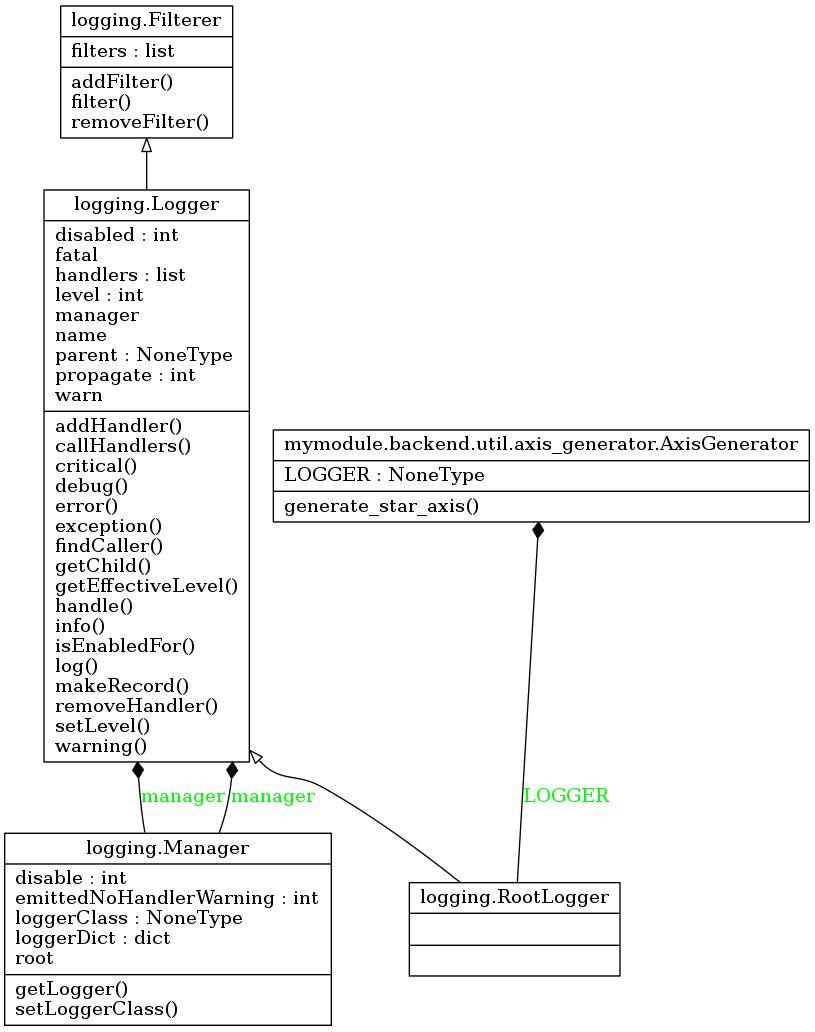 logging.Filterer
filters : list
addFilter()
filter()
removeFilter()
logging.Logger
disabled : int
fatal
handlers : list
level : int
manager
name
parent : NoneType
propagate : int
warn
addHandler()
callHandlers()
critical()
debug()
error()
exception()
findCaller()
getChild()
getEffectiveLevel()
handle()
info()
isEnabledFor()
log()
makeRecord()
removeHandler()
setLevel()
warning()
mymodule.backend.util.axis_generator.AxisGenerator
LOGGER : NoneType
generate_star_axis()
manager
manager
LOGGER
logging.Manager
disable : int
emittedNoHandlerWarning : int
loggerClass : NoneType
loggerDict : dict
root
getLogger()
setLoggerClass()
logging.RootLogger